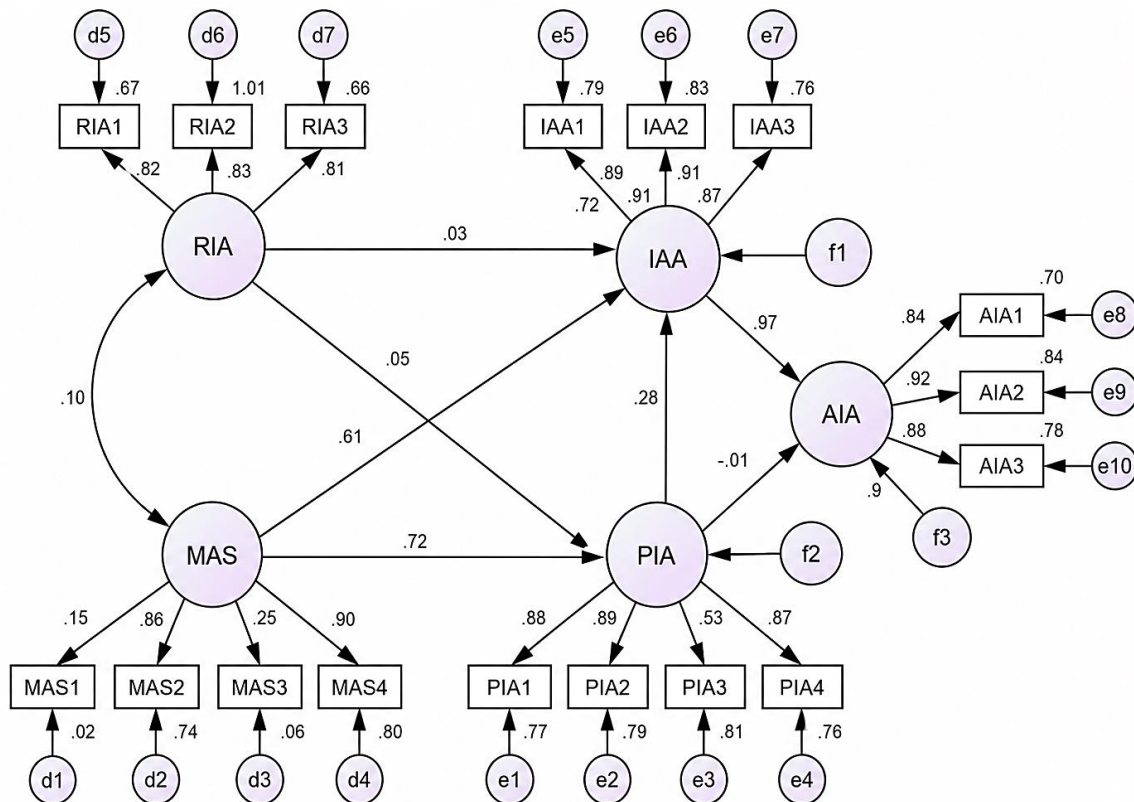 d5 d6 d7 e5 e6 e7
.67 1.01 .66 .79 .83 .76
RIA1 RIA2 RIA3 IAA1 IAA2 IAA3
.82 .83 .81 .89 .91 .87
.72 .91
RIA .03 IAA f1
.70
.84 AIA1 e8
.97
.05 .84
.10 .28 AIA .92 AIA2 e9
.61 .88 .78
-.01 AIA3 e10
.9
MAS .72 PIA f2 f3
.15 .86 .25 .90 .88 .89 .53 .87
MAS1 MAS2 MAS3 MAS4 PIA1 PIA2 PIA3 PIA4
.02 .74 .06 .80 .77 .79 .81 .76
d1 d2 d3 d4 e1 e2 e3 e4